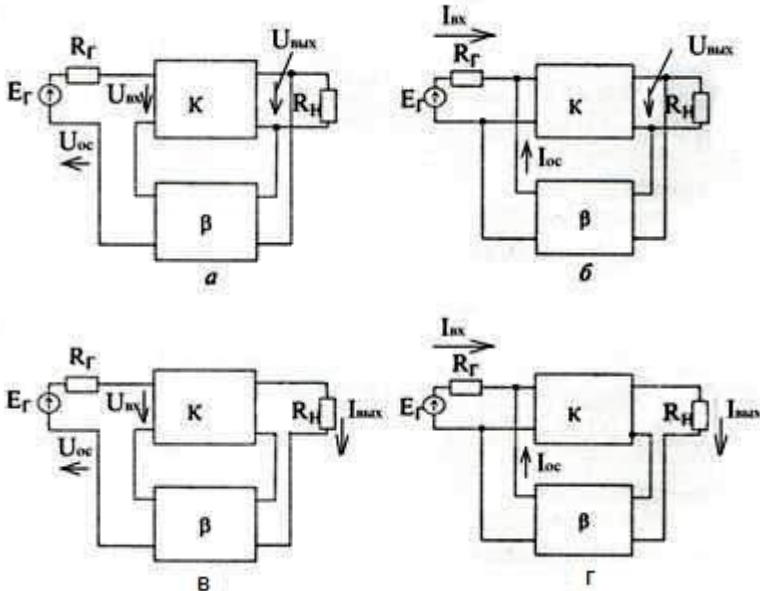 Rг
Eг
Uвх
K
Uвых
Rн
Uос
β
а
Iвх
Rг
Eг
K
Uвых
Rн
Iос
β
б
Rг
Eг
Uвх
K
Rн
Iвых
Uос
β
в
Iвх
Rг
Eг
K
Rн
Iвых
Iос
β
г